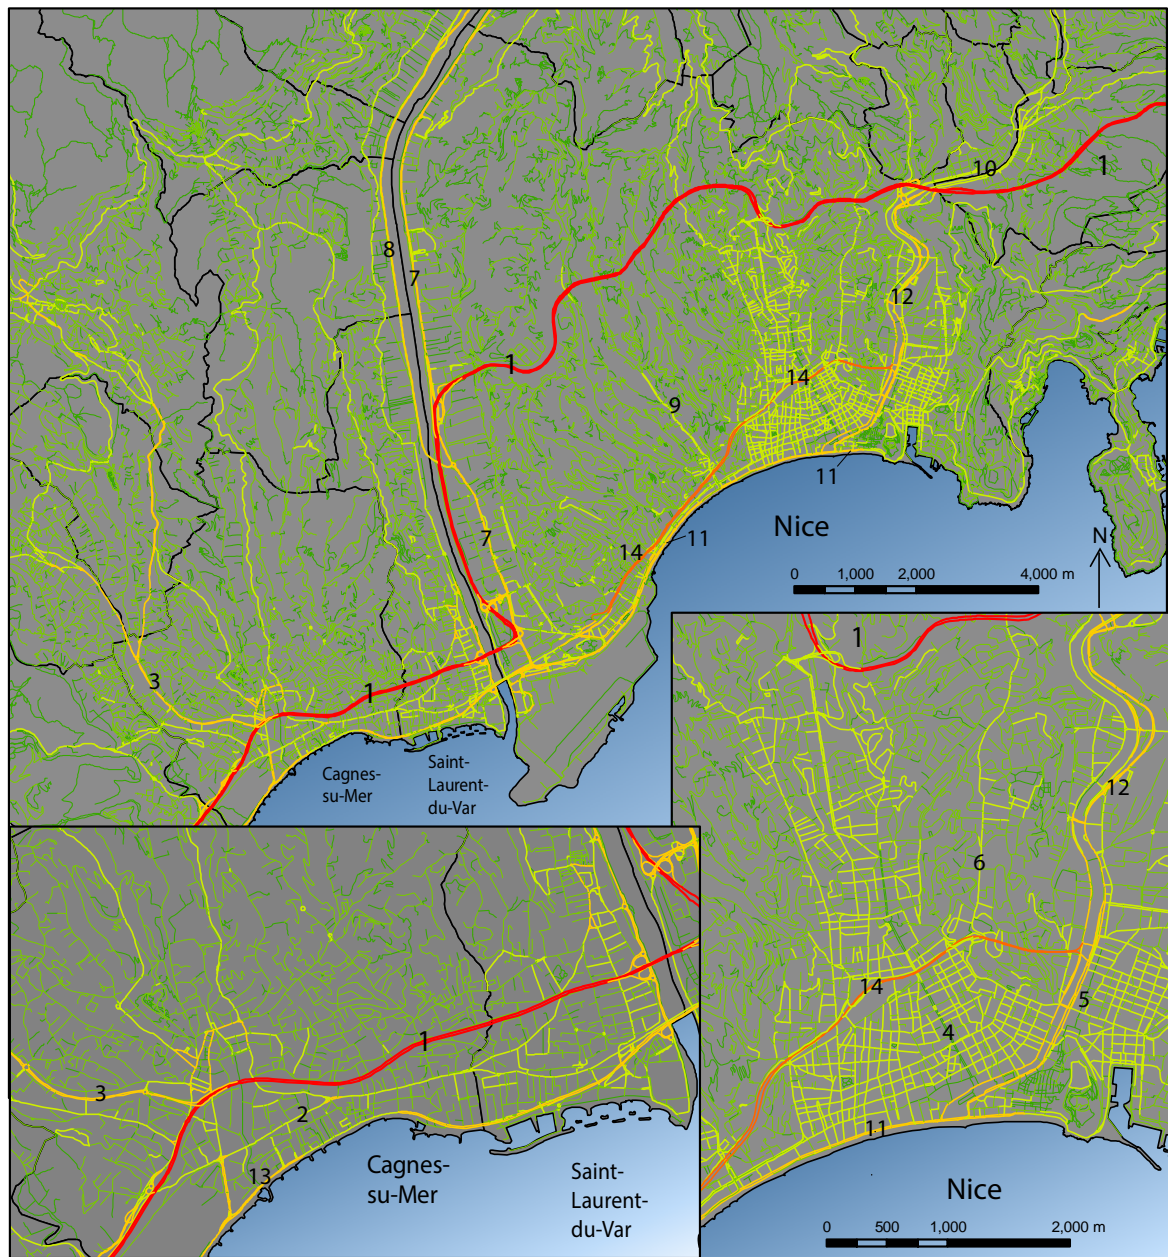 10
1
8
7
12
1
14
9
11
Nice
7
14
11
N
0 1,000 2,000 4,000 m
3
1
Cagnes-
su-Mer
Saint-
Laurent-
du-Var
1
12
6
14
5
4
11
Nice
0 500 1,000 2,000 m
1
3
2
13
Cagnes-
su-Mer
Saint-
Laurent-
du-Var